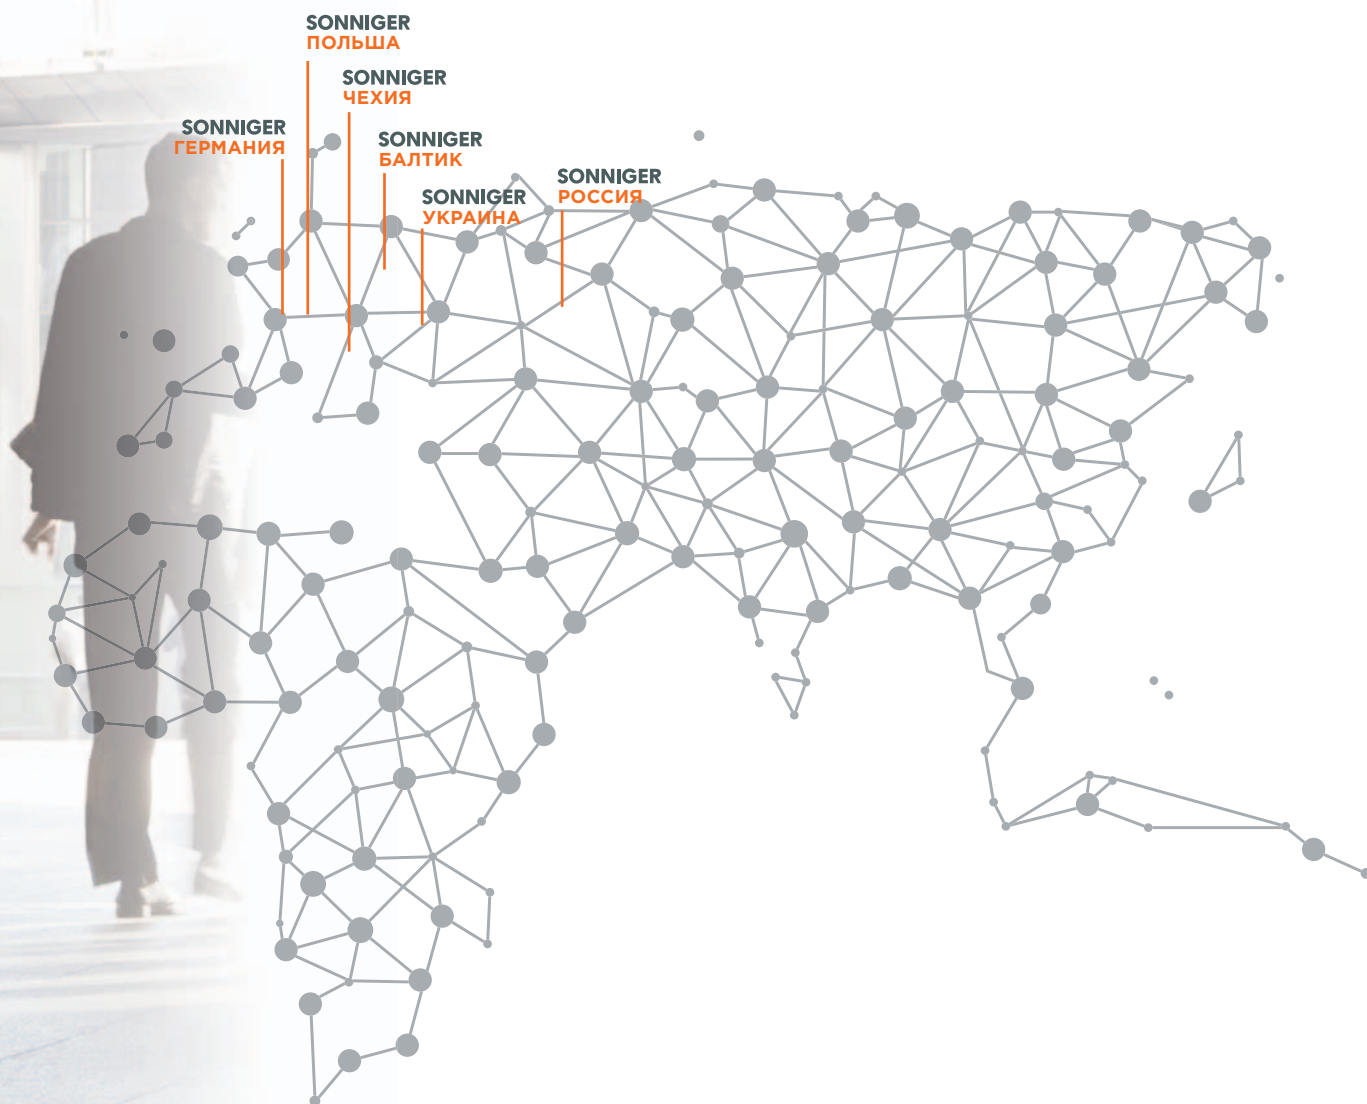 SONNIGER
ПОЛЬША
SONNIGER
ЧЕХИЯ
SONNIGER
ГЕРМАНИЯ
SONNIGER
БАЛТИК
SONNIGER
РОССИЯ
SONNIGER
УКРАИНА